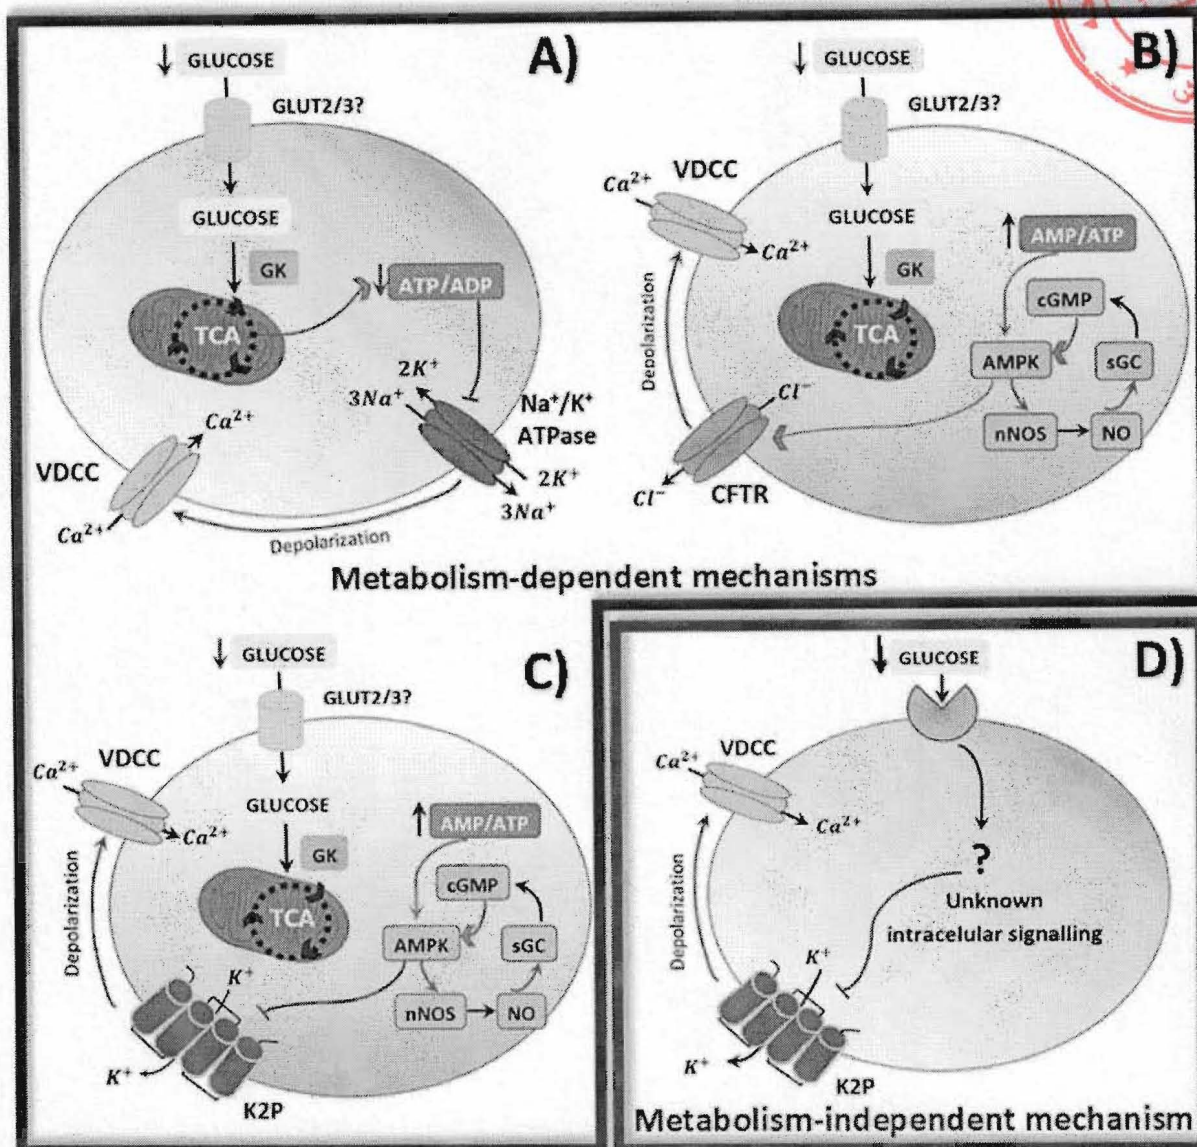 A)
↓ GLUCOSE
GLUT2/3?
GLUCOSE
GK
TCA
↓ ATP/ADP
2K⁺
3Na⁺
Na⁺/K⁺
ATPase
2K⁺
3Na⁺
Ca²⁺
VDCC
Ca²⁺
Depolarization
B)
↓ GLUCOSE
GLUT2/3?
VDCC
Ca²⁺
Ca²⁺
GLUCOSE
GK
TCA
↑ AMP/ATP
cGMP
AMPK
sGC
nNOS
NO
Depolarization
Cl⁻
Cl⁻
CFTR
Metabolism-dependent mechanisms
C)
↓ GLUCOSE
GLUT2/3?
VDCC
Ca²⁺
Ca²⁺
GLUCOSE
GK
TCA
↑ AMP/ATP
cGMP
AMPK
sGC
nNOS
NO
Depolarization
K⁺
K⁺
K2P
D)
↓ GLUCOSE
VDCC
Ca²⁺
Ca²⁺
?
Unknown
intracelular signalling
Depolarization
K⁺
K⁺
K2P
Metabolism-independent mechanism